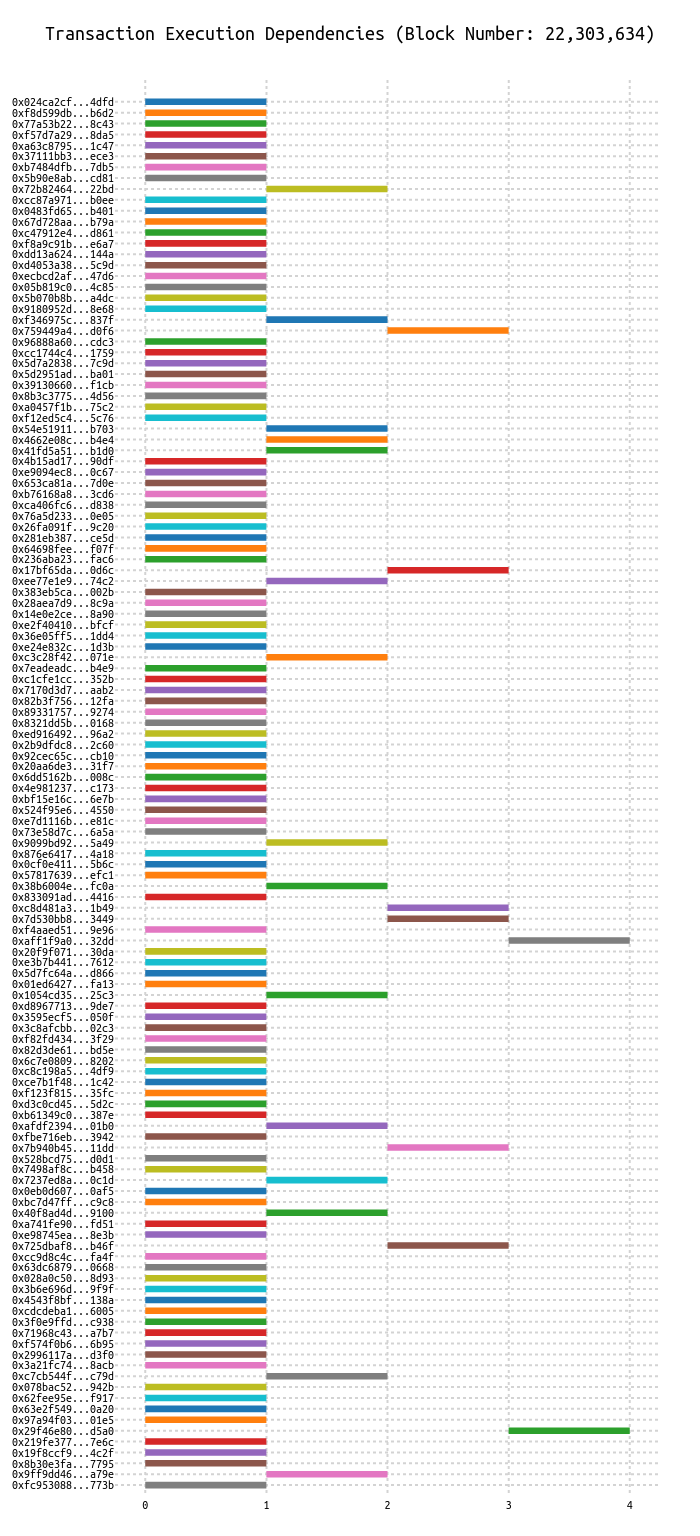 Transaction Execution Dependencies (Block Number: 22,303,634)
0x024ca2cf...4dfd
0xf8d599db...b6d2
0x77a53b22...8c43
0xf57d7a29...8da5
0xa63c8795...1c47
0x37111bb3...ece3
0xb7484dfb...7db5
0x5b90e8ab...cd81
0x72b82464...22bd
0xcc87a971...b0ee
0x0483fd65...b401
0x67d728aa...b79a
0xc47912e4...d861
0xf8a9c91b...e6a7
0xdd13a624...144a
0xd4053a38...5c9d
0xecbcd2af...47d6
0x05b819c0...4c85
0x5b070b8b...a4dc
0x9180952d...8e68
0xf346975c...837f
0x759449a4...d0f6
0x96888a60...cdc3
0xcc1744c4...1759
0x5d7a2838...7c9d
0x5d2951ad...ba01
0x39130660...f1cb
0x8b3c3775...4d56
0xa0457f1b...75c2
0xf12ed5c4...5c76
0x54e51911...b703
0x4662e08c...b4e4
0x41fd5a51...b1d0
0x4b15ad17...90df
0xe9094ec8...0c67
0x653ca81a...7d0e
0xb76168a8...3cd6
0xca406fc6...d838
0x76a5d233...0e05
0x26fa091f...9c20
0x281eb387...ce5d
0x64698fee...f07f
0x236aba23...fac6
0x17bf65da...0d6c
0xee77e1e9...74c2
0x383eb5ca...002b
0x28aea7d9...8c9a
0x14e0e2ce...8a90
0xe2f40410...bfcf
0x36e05ff5...1dd4
0xe24e832c...1d3b
0xc3c28f42...071e
0x7eadeadc...b4e9
0xc1cfe1cc...352b
0x7170d3d7...aab2
0x82b3f756...12fa
0x89331757...9274
0x8321dd5b...0168
0xed916492...96a2
0x2b9dfdc8...2c60
0x92cec65c...cb10
0x20aa6de3...31f7
0x6dd5162b...008c
0x4e981237...c173
0xbf15e16c...6e7b
0x524f95e6...4550
0xe7d1116b...e81c
0x73e58d7c...6a5a
0x9099bd92...5a49
0x876e6417...4a18
0x0cf0e411...5b6c
0x57817639...efc1
0x38b6004e...fc0a
0x833091ad...4416
0xc8d481a3...1b49
0x7d530bb8...3449
0xf4aaed51...9e96
0xaff1f9a0...32dd
0x20f9f071...30da
0xe3b7b441...7612
0x5d7fc64a...d866
0x01ed6427...fa13
0x1054cd35...25c3
0xd8967713...9de7
0x3595ecf5...050f
0x3c8afcbb...02c3
0xf82fd434...3f29
0x82d3de61...bd5e
0x6c7e0809...8202
0xc8c198a5...4df9
0xce7b1f48...1c42
0xf123f815...35fc
0xd3c0cd45...5d2c
0xb61349c0...387e
0xafdf2394...01b0
0xfbe716eb...3942
0x7b940b45...11dd
0x528bcd75...d0d1
0x7498af8c...b458
0x7237ed8a...0c1d
0x0eb0d607...0af5
0xbc7d47ff...c9c8
0x40f8ad4d...9100
0xa741fe90...fd51
0xe98745ea...8e3b
0x725dbaf8...b46f
0xcc9d8c4c...fa4f
0x63dc6879...0668
0x028a0c50...8d93
0x3b6e696d...9f9f
0x4543f8bf...138a
0xcdcdeba1...6005
0x3f0e9ffd...c938
0x71968c43...a7b7
0xf574f0b6...6b95
0x2996117a...d3f0
0x3a21fc74...8acb
0xc7cb544f...c79d
0x078bac52...942b
0x62fee95e...f917
0x63e2f549...0a20
0x97a94f03...01e5
0x29f46e80...d5a0
0x219fe377...7e6c
0x19f8ccf9...4c2f
0x8b30e3fa...7795
0x9ff9dd46...a79e
0xfc953088...773b
0 1 2 3 4